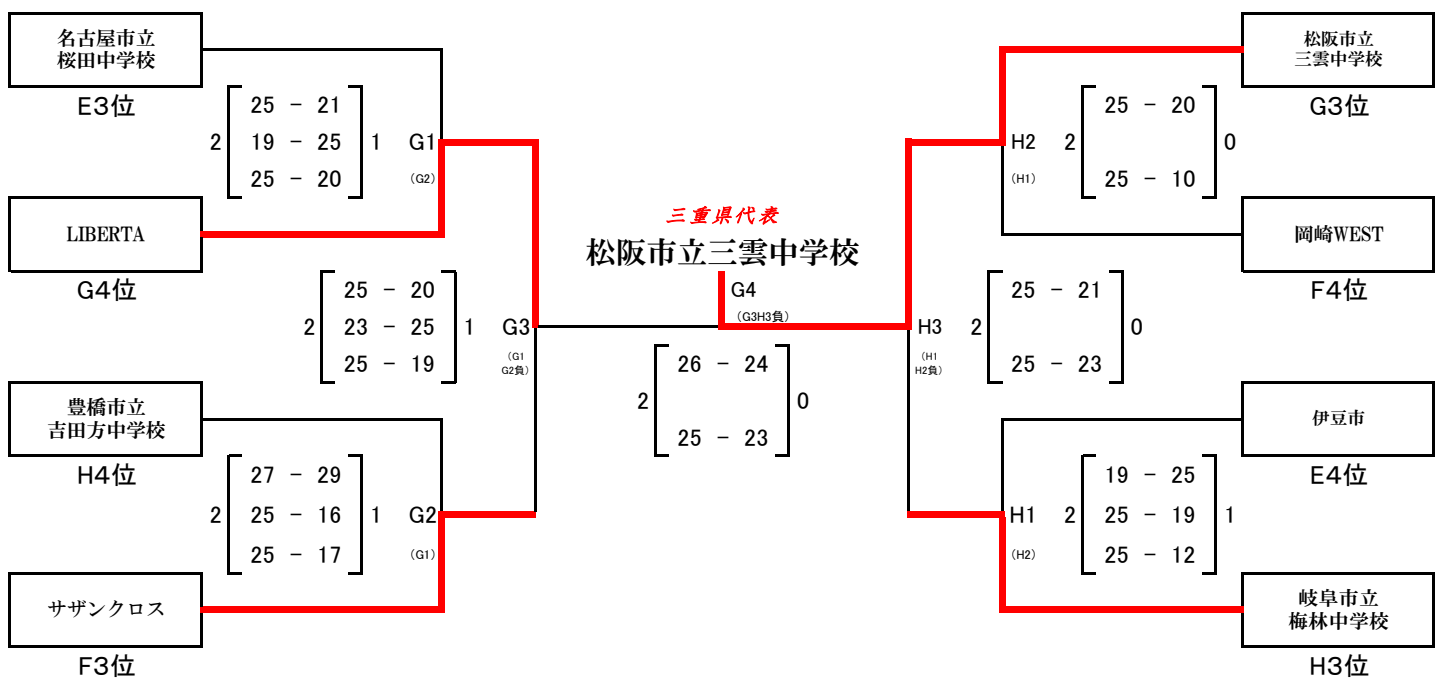 名古屋市立
桜田中学校
E3位
2 25 − 21 1 G1
19 − 25
25 − 20 (G2)
LIBERTA
G4位
2 25 − 20 1 G3
23 − 25
25 − 19 (G1
G2負)
豊橋市立
吉田方中学校
H4位
2 27 − 29 1 G2
25 − 16
25 − 17 (G1)
サザンクロス
F3位
三重県代表
松阪市立三雲中学校
G4
(G3H3負)
2 26 − 24 0
25 − 23
松阪市立
三雲中学校
G3位
H2 2 25 − 20 0
(H1) 25 − 10
岡崎WEST
F4位
H3 2 25 − 21 0
(H1
H2負) 25 − 23
伊豆市
E4位
H1 2 19 − 25 1
25 − 19
(H2) 25 − 12
岐阜市立
梅林中学校
H3位